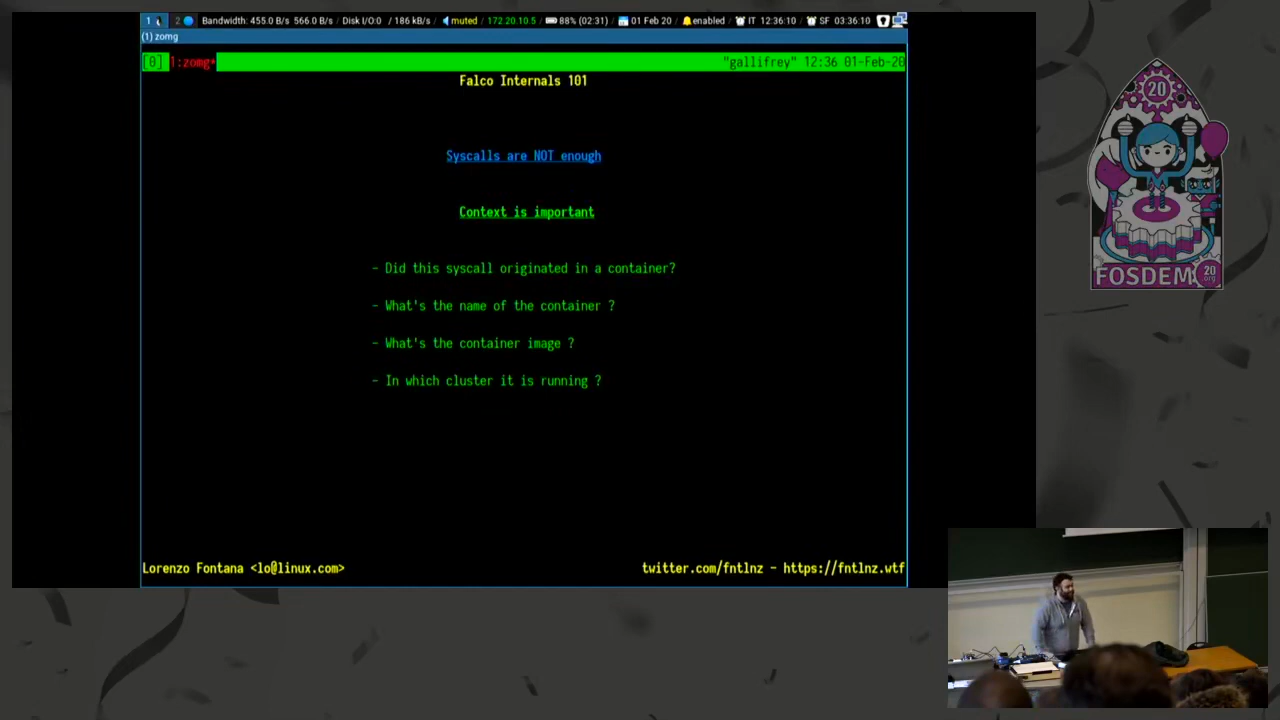 1 2 Bandwidth: 455.0 B/s 566.0 B/s / Disk I/O:0 / 186 kB/s / muted / 172.20.10.5 / 88% (02:31) / 01 Feb 20 / enabled / IT 12:36:10 / SF 03:36:10
(1) zomg
[0] 1:zomg* "gallifrey" 12:36 01-Feb-20
Falco Internals 101
Syscalls are NOT enough
Context is important
- Did this syscall originated in a container?
- What's the name of the container ?
- What's the container image ?
- In which cluster it is running ?
Lorenzo Fontana <lo@linux.com> twitter.com/fntlnz - https://fntlnz.wtf
20
FOSDEM 20
.org